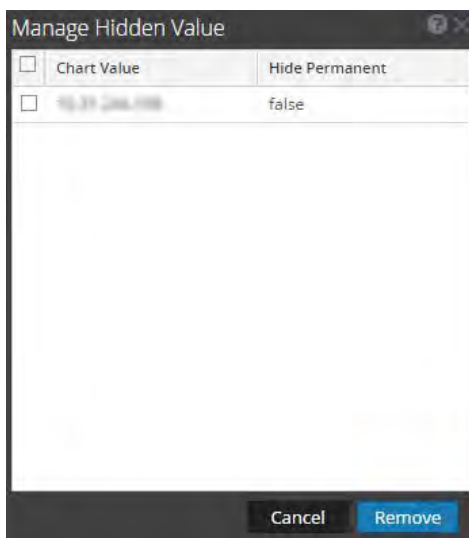 Manage Hidden Value
Chart Value Hide Permanent
false
Cancel Remove